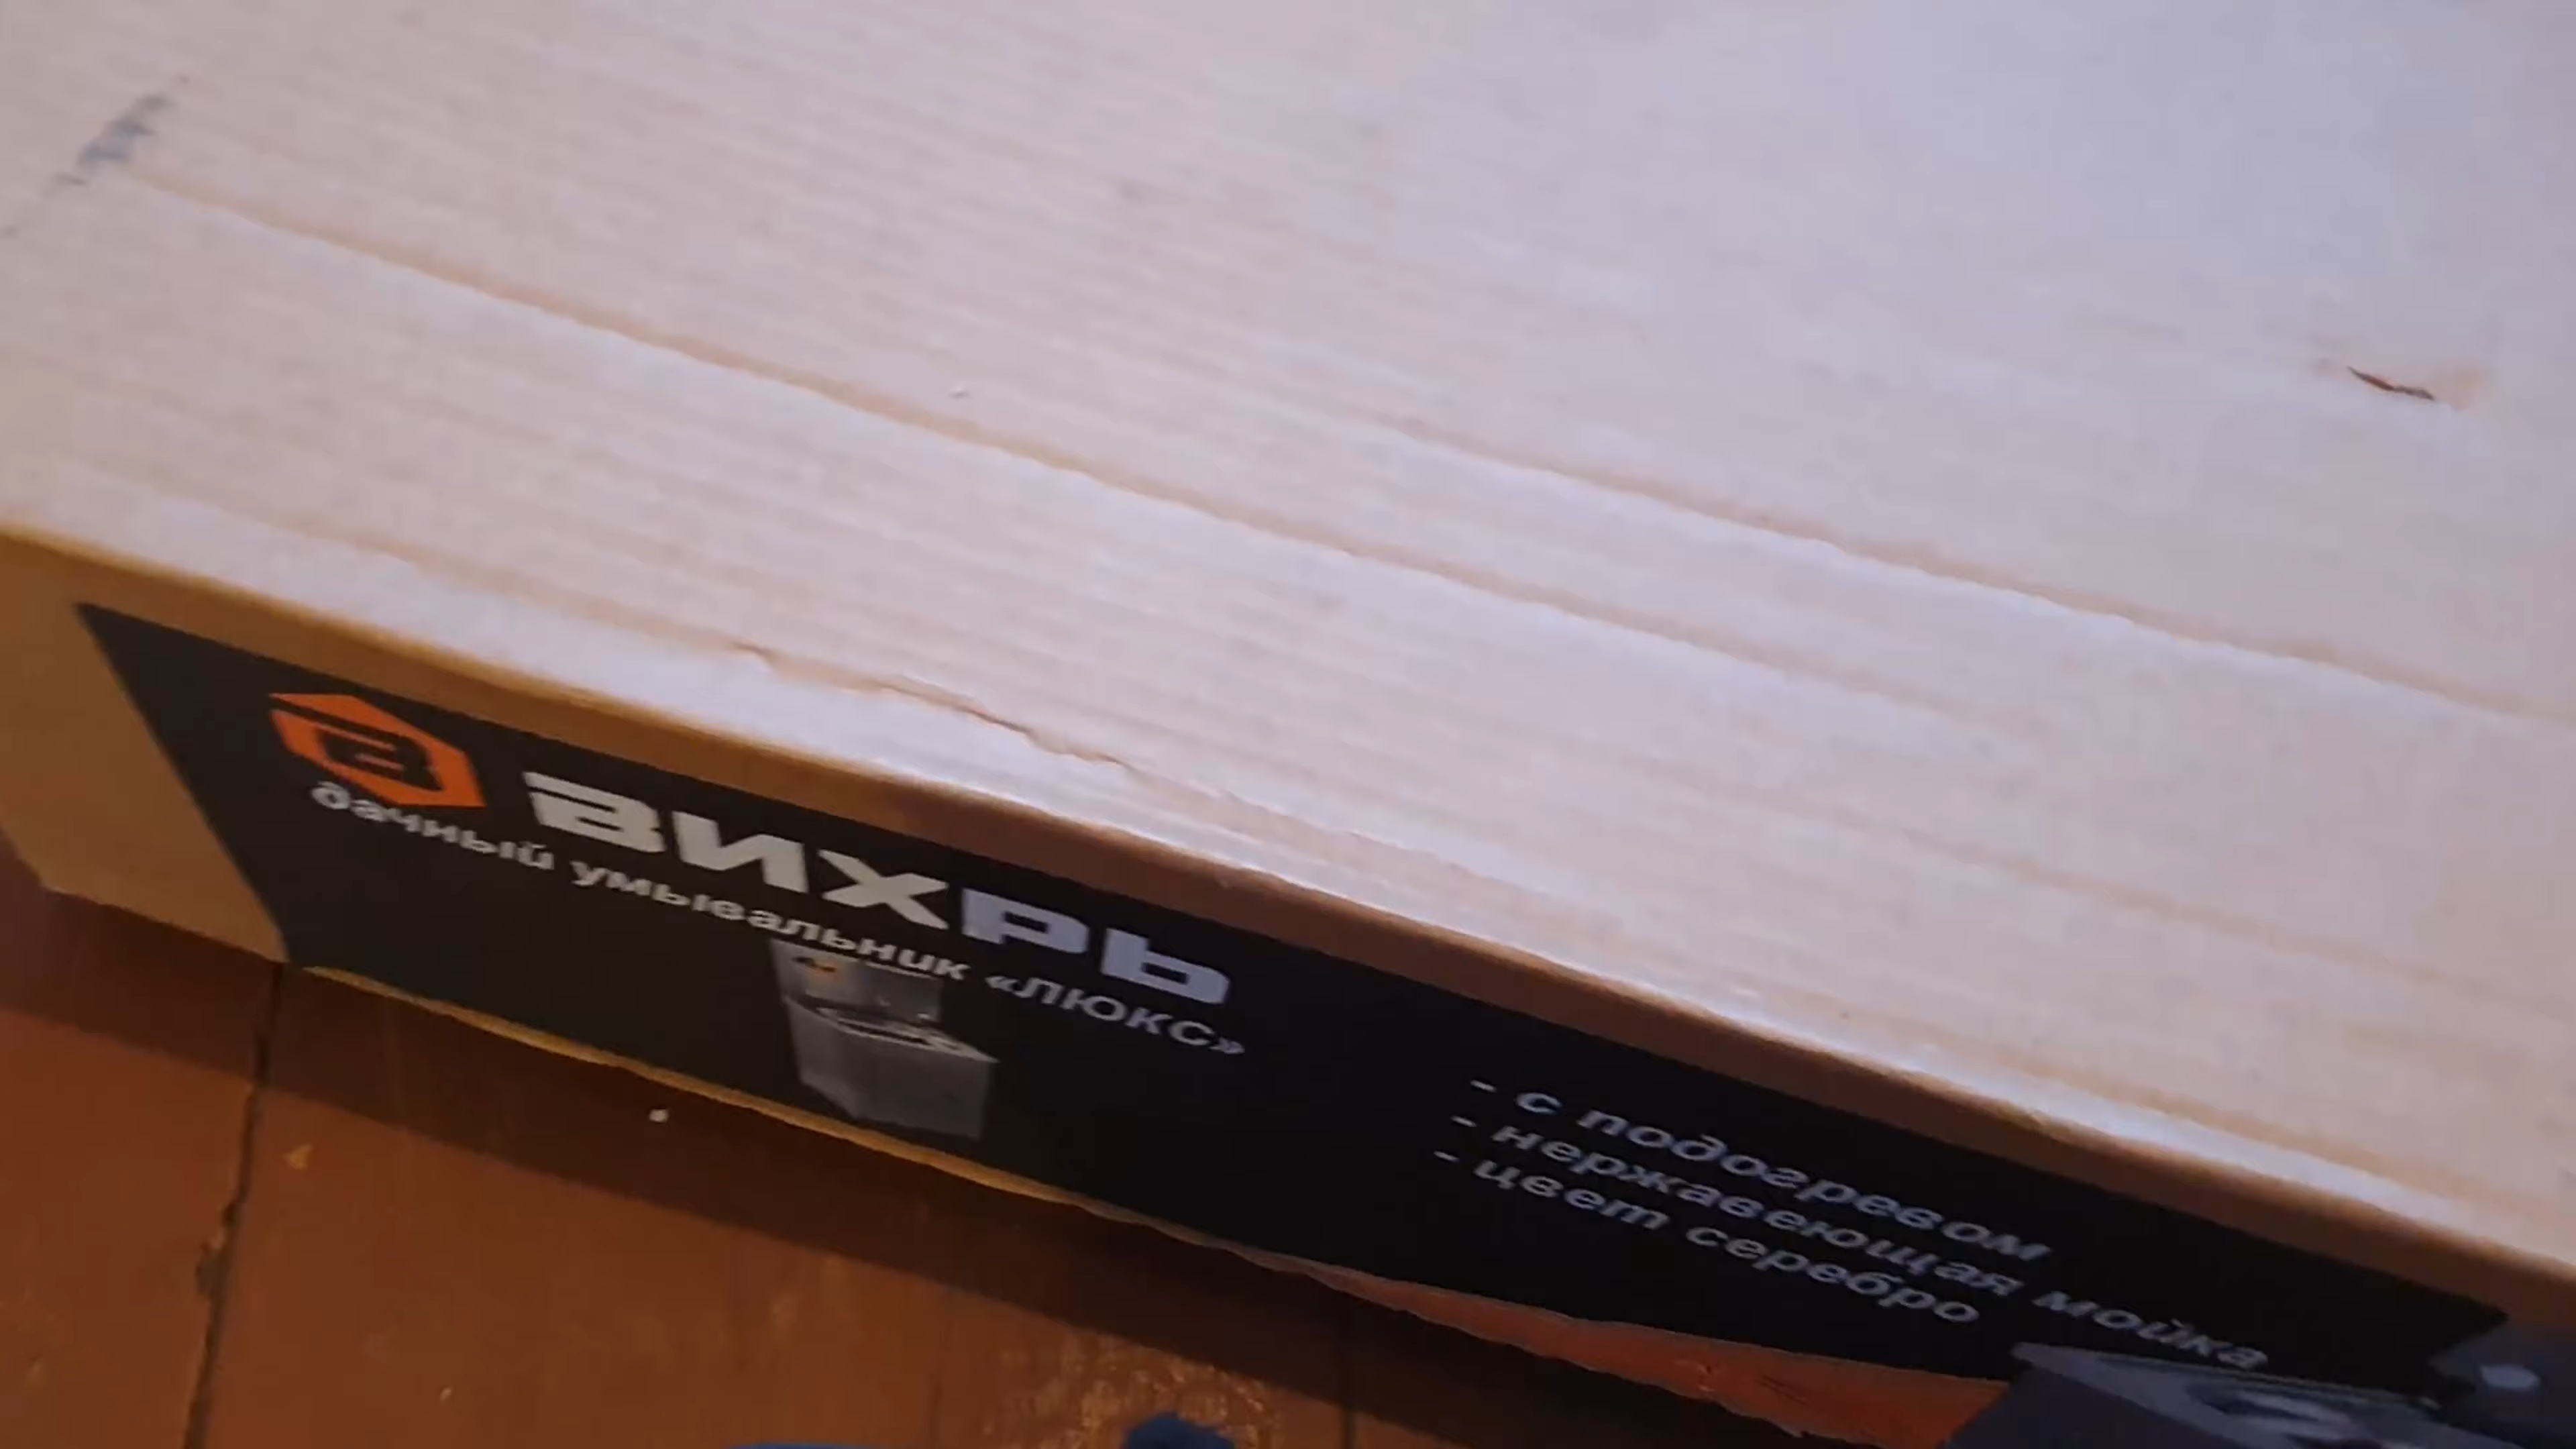 ВИХРЬ
дачный умывальник «ЛЮКС»
- с подогревом
- нержавеющая мойка
- цвет серебро